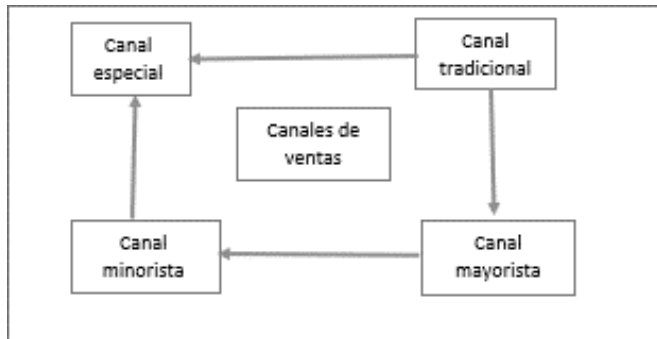 Canal
especial
Canal
tradicional
Canales de
ventas
Canal
minorista
Canal
mayorista